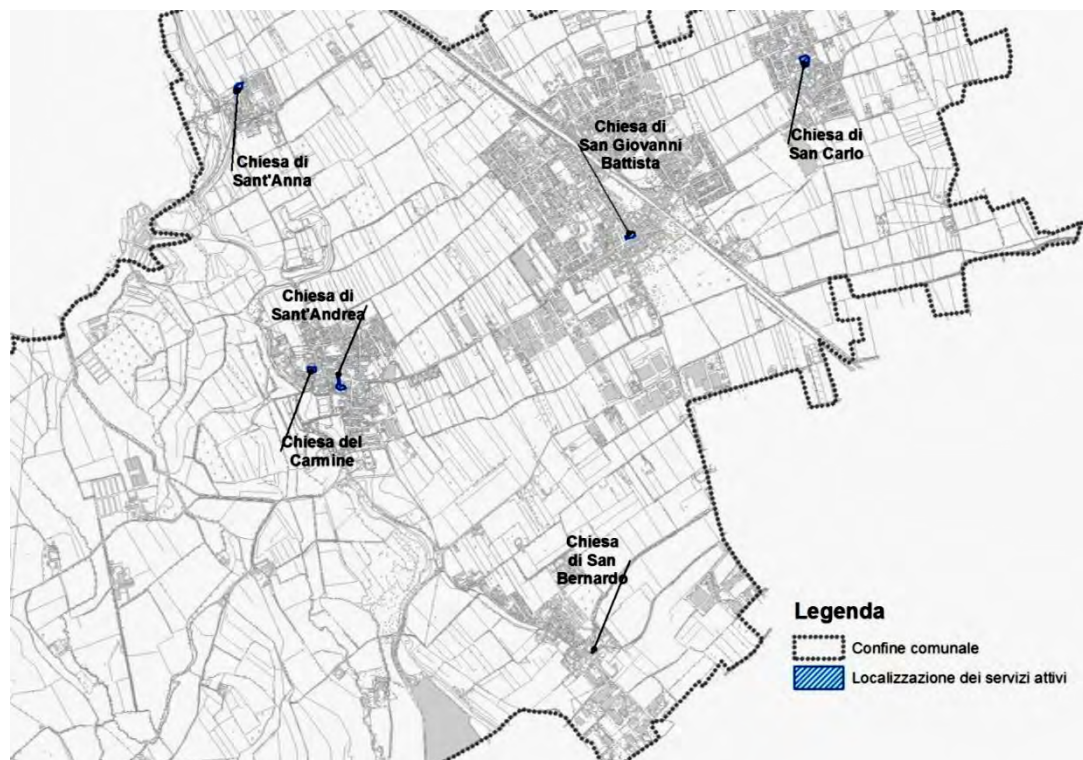 Chiesa di
San Giovanni
Battista
Chiesa di
San Carlo
Chiesa di
Sant'Anna
Chiesa di
Sant'Andrea
Chiesa del
Carmine
Chiesa
di San
Bernardo
Legenda
Confine comunale
Localizzazione dei servizi attivi